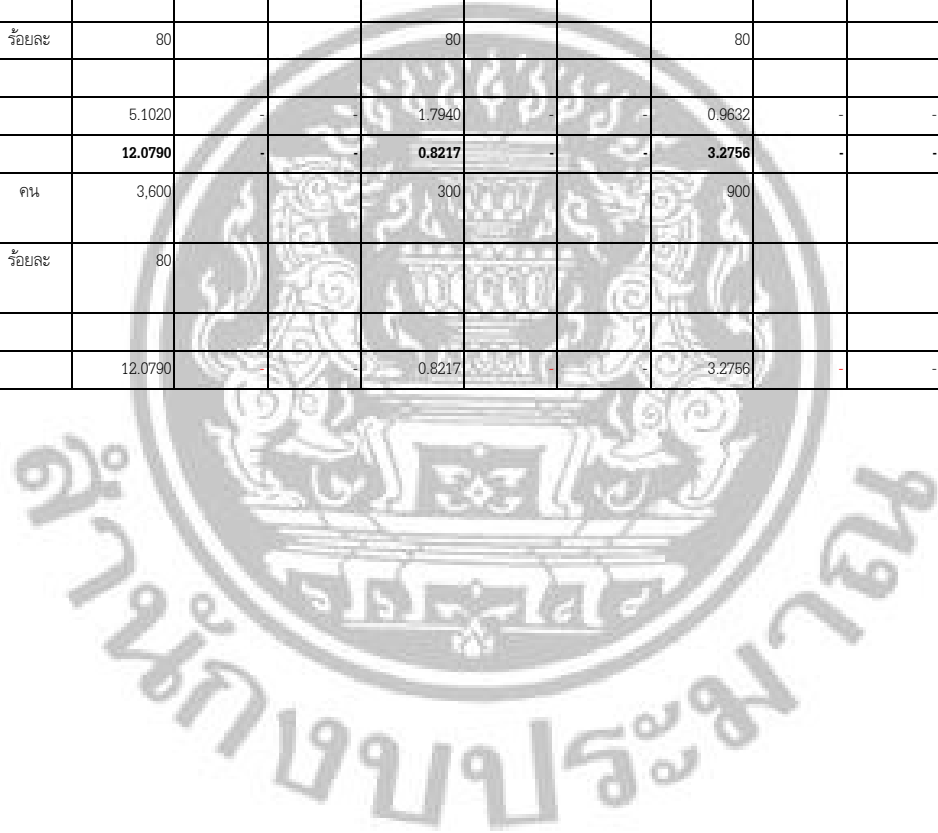 ร้อยละ 80 80 80
5.1020 - - 1.7940 - - 0.9632 - -
12.0790 - - 0.8217 - - 3.2756 - -
คน 3,600 300 900
ร้อยละ 80
12.0790 - - 0.8217 - - 3.2756 - -
สำนักงบประมาณ